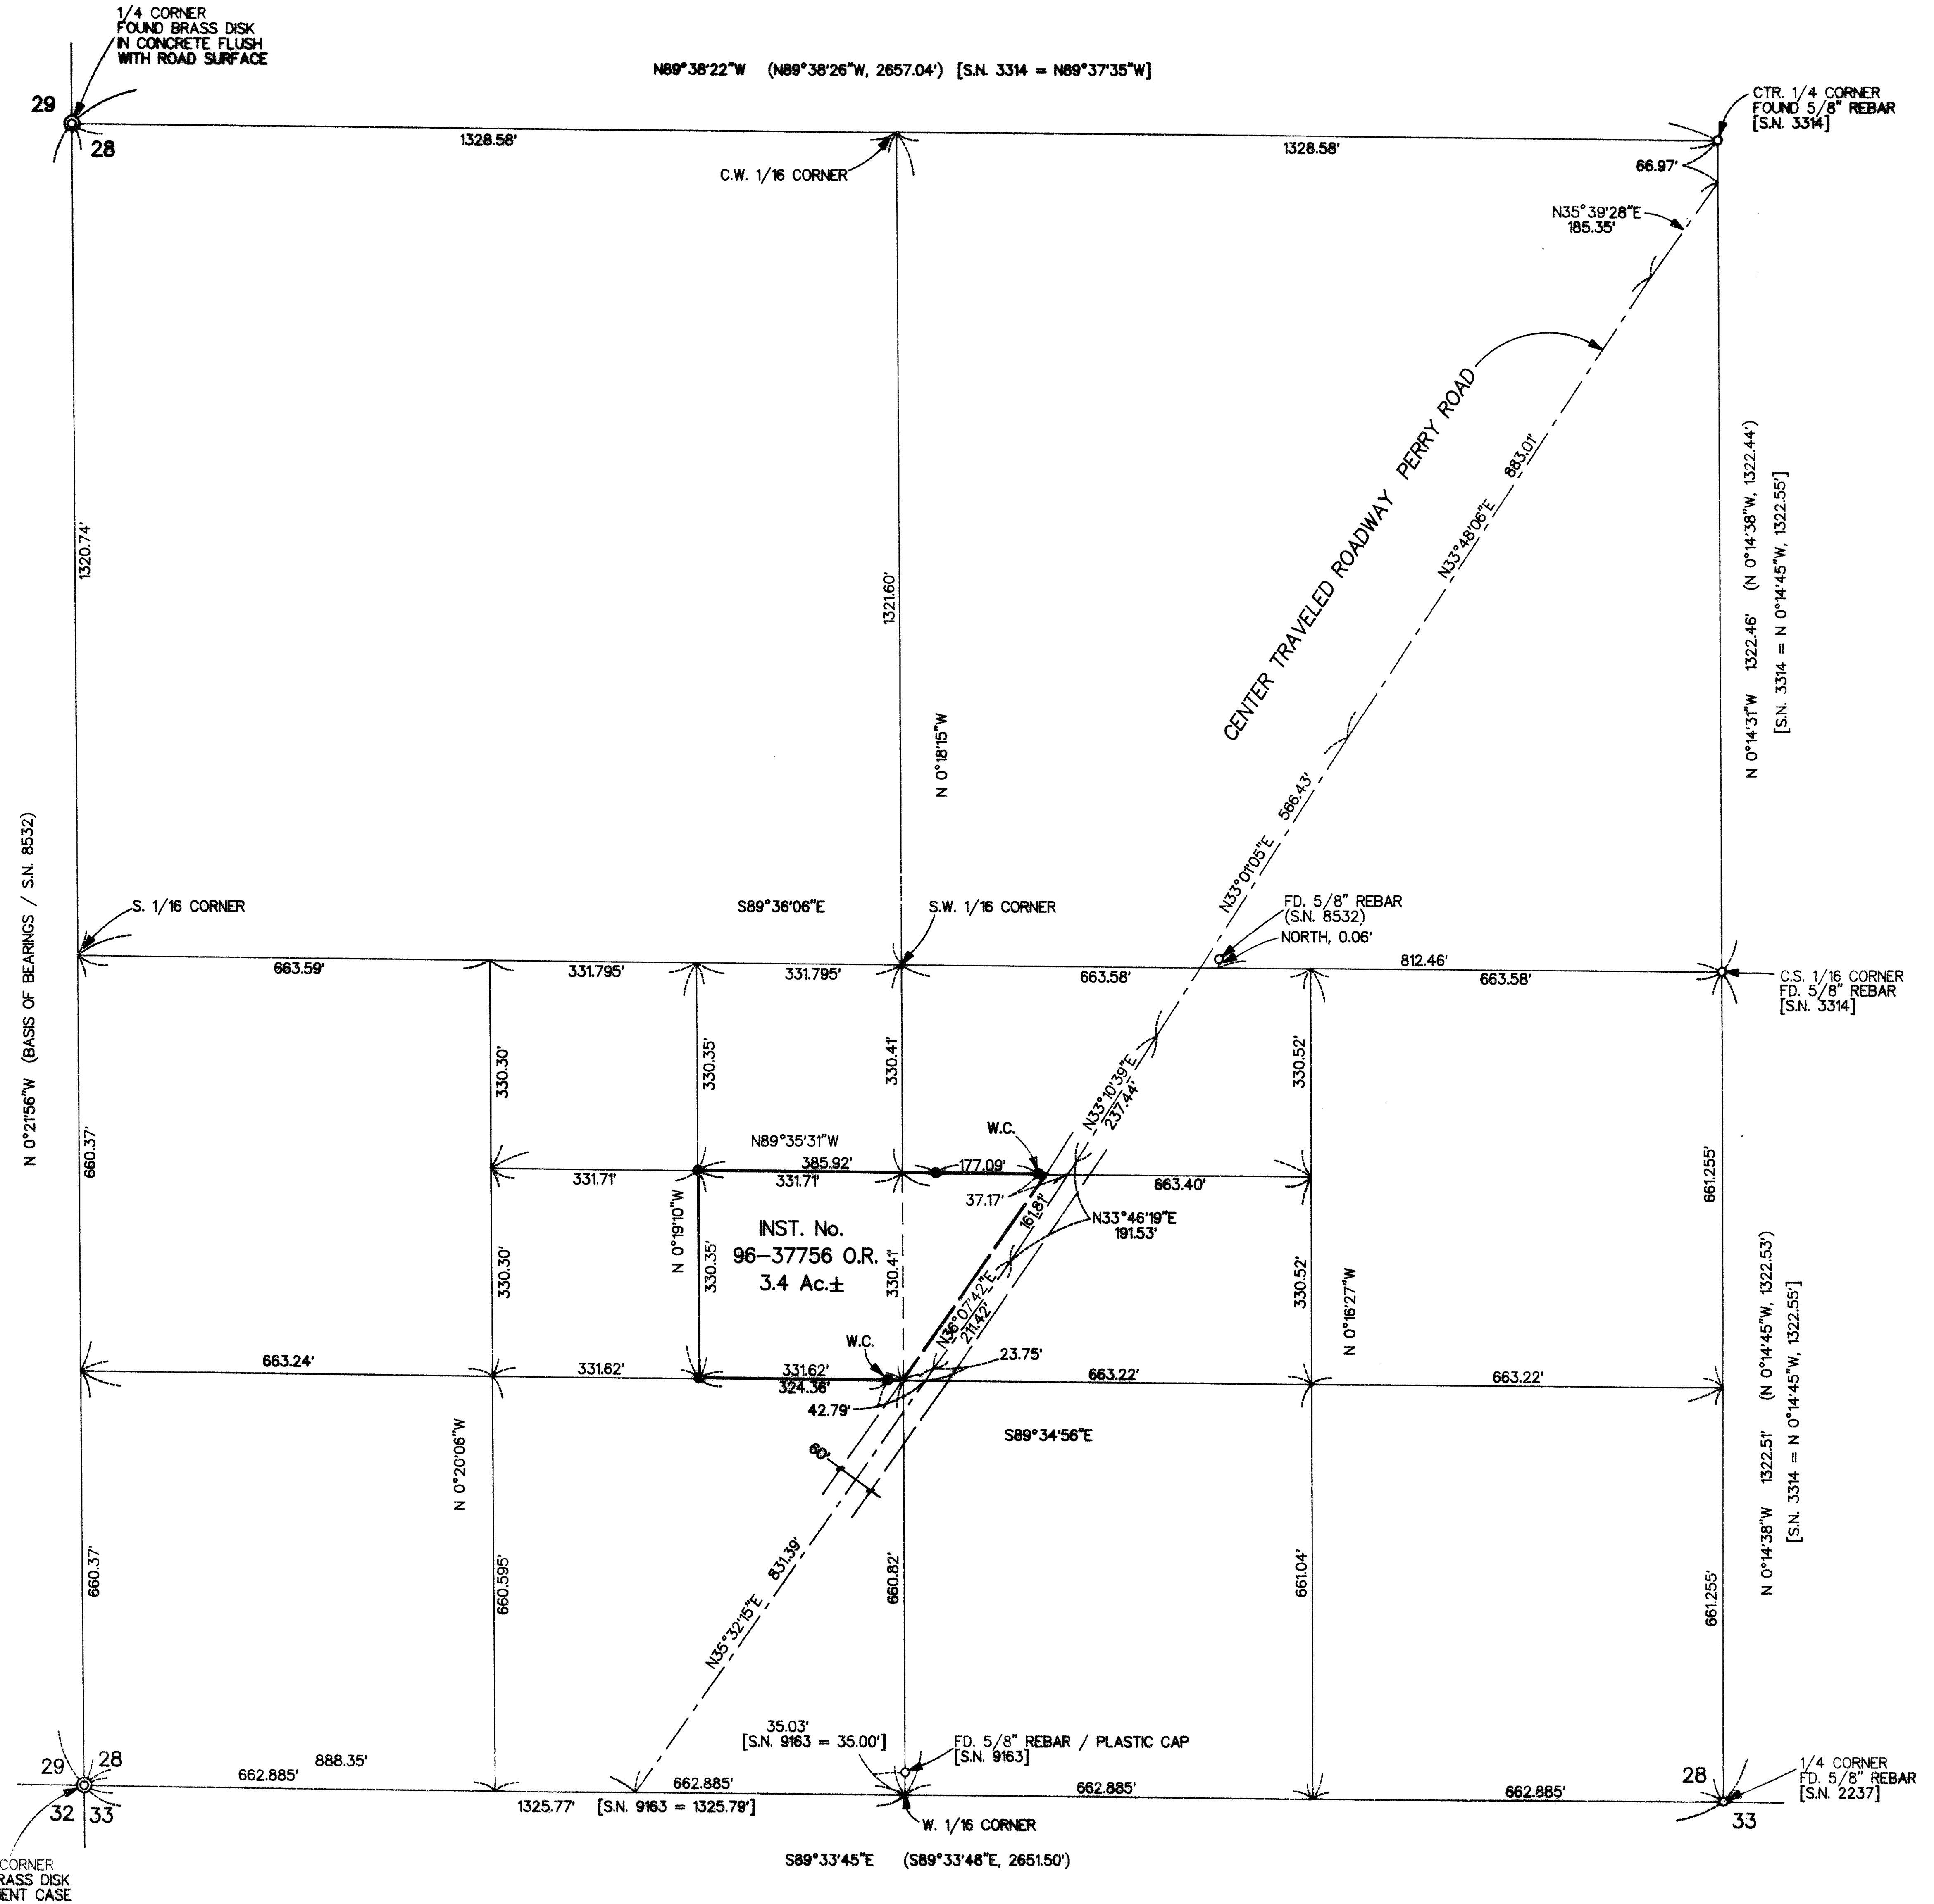 1/4 CORNER
FOUND BRASS DISK
IN CONCRETE FLUSH
WITH ROAD SURFACE
N89°38'22"W (N89°38'26"W, 2657.04') [S.N. 3314 = N89°37'35"W]
CTR. 1/4 CORNER
FOUND 5/8" REBAR
[S.N. 3314]
29
28
1328.58'
1328.58'
C.W. 1/16 CORNER
66.97'
N35°39'28"E
185.35'
CENTER TRAVELED ROADWAY PERRY ROAD
N33°48'06"E 883.01'
1320.74'
1321.60'
N 0°18'15"W
N 0°14'31"W 1322.46' (N 0°14'38"W, 1322.44')
[S.N. 3314 = N 0°14'45"W, 1322.55']
N 0°21'56"W (BASIS OF BEARINGS / S.N. 8532)
N33°01'05"E 566.43'
S. 1/16 CORNER
S89°36'06"E
S.W. 1/16 CORNER
FD. 5/8" REBAR
(S.N. 8532)
NORTH, 0.06'
663.59'
331.795'
331.795'
663.58'
812.46'
663.58'
C.S. 1/16 CORNER
FD. 5/8" REBAR
[S.N. 3314]
330.30'
330.35'
330.41'
330.52'
N33°10'39"E
237.44'
660.37'
661.255'
W.C.
N89°35'31"W
385.92'
177.09'
331.71'
331.71'
37.17'
663.40'
161.81'
N33°46'19"E
191.53'
N 0°19'10"W
330.35'
INST. No.
96-37756 O.R.
3.4 Ac.±
330.41'
330.30'
330.52'
N 0°16'27"W
N36°07'42"E
211.42'
W.C.
23.75'
663.24'
331.62'
331.62'
324.36'
663.22'
663.22'
42.79'
S89°34'56"E
60'
N 0°20'06"W
N 0°14'38"W 1322.51' (N 0°14'45"W, 1322.53')
[S.N. 3314 = N 0°14'45"W, 1322.55']
660.37'
660.595'
N35°32'15"E 831.39'
660.82'
661.04'
661.255'
35.03'
[S.N. 9163 = 35.00']
FD. 5/8" REBAR / PLASTIC CAP
[S.N. 9163]
29
28
888.35'
662.885'
662.885'
662.885'
662.885'
28
1/4 CORNER
FD. 5/8" REBAR
[S.N. 2237]
32
33
1325.77' [S.N. 9163 = 1325.79']
33
W. 1/16 CORNER
S89°33'45"E (S89°33'48"E, 2651.50')
CORNER
RASS DISK
ENT CASE